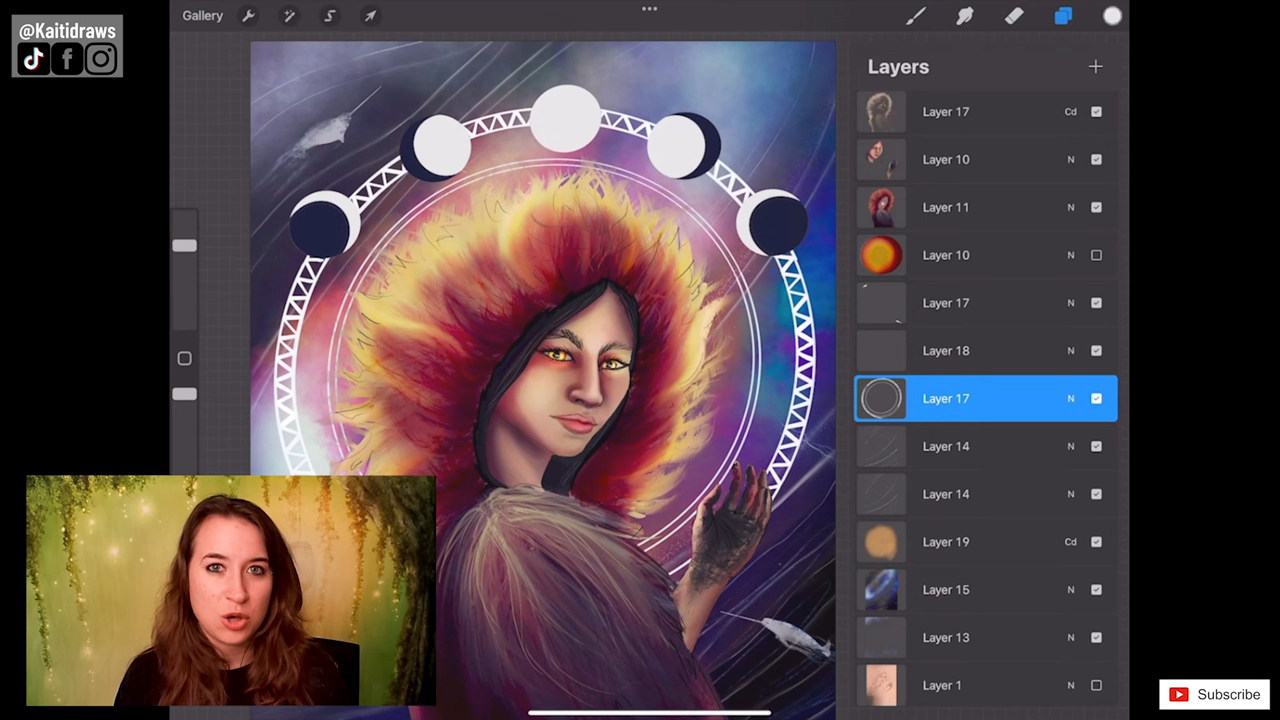 @Kaitidraws
Gallery
Layers
Layer 17 Cd
Layer 10 N
Layer 11 N
Layer 10 N
Layer 17 N
Layer 18 N
Layer 17 N
Layer 14 N
Layer 14 N
Layer 19 Cd
Layer 15 N
Layer 13 N
Layer 1 N
Subscribe